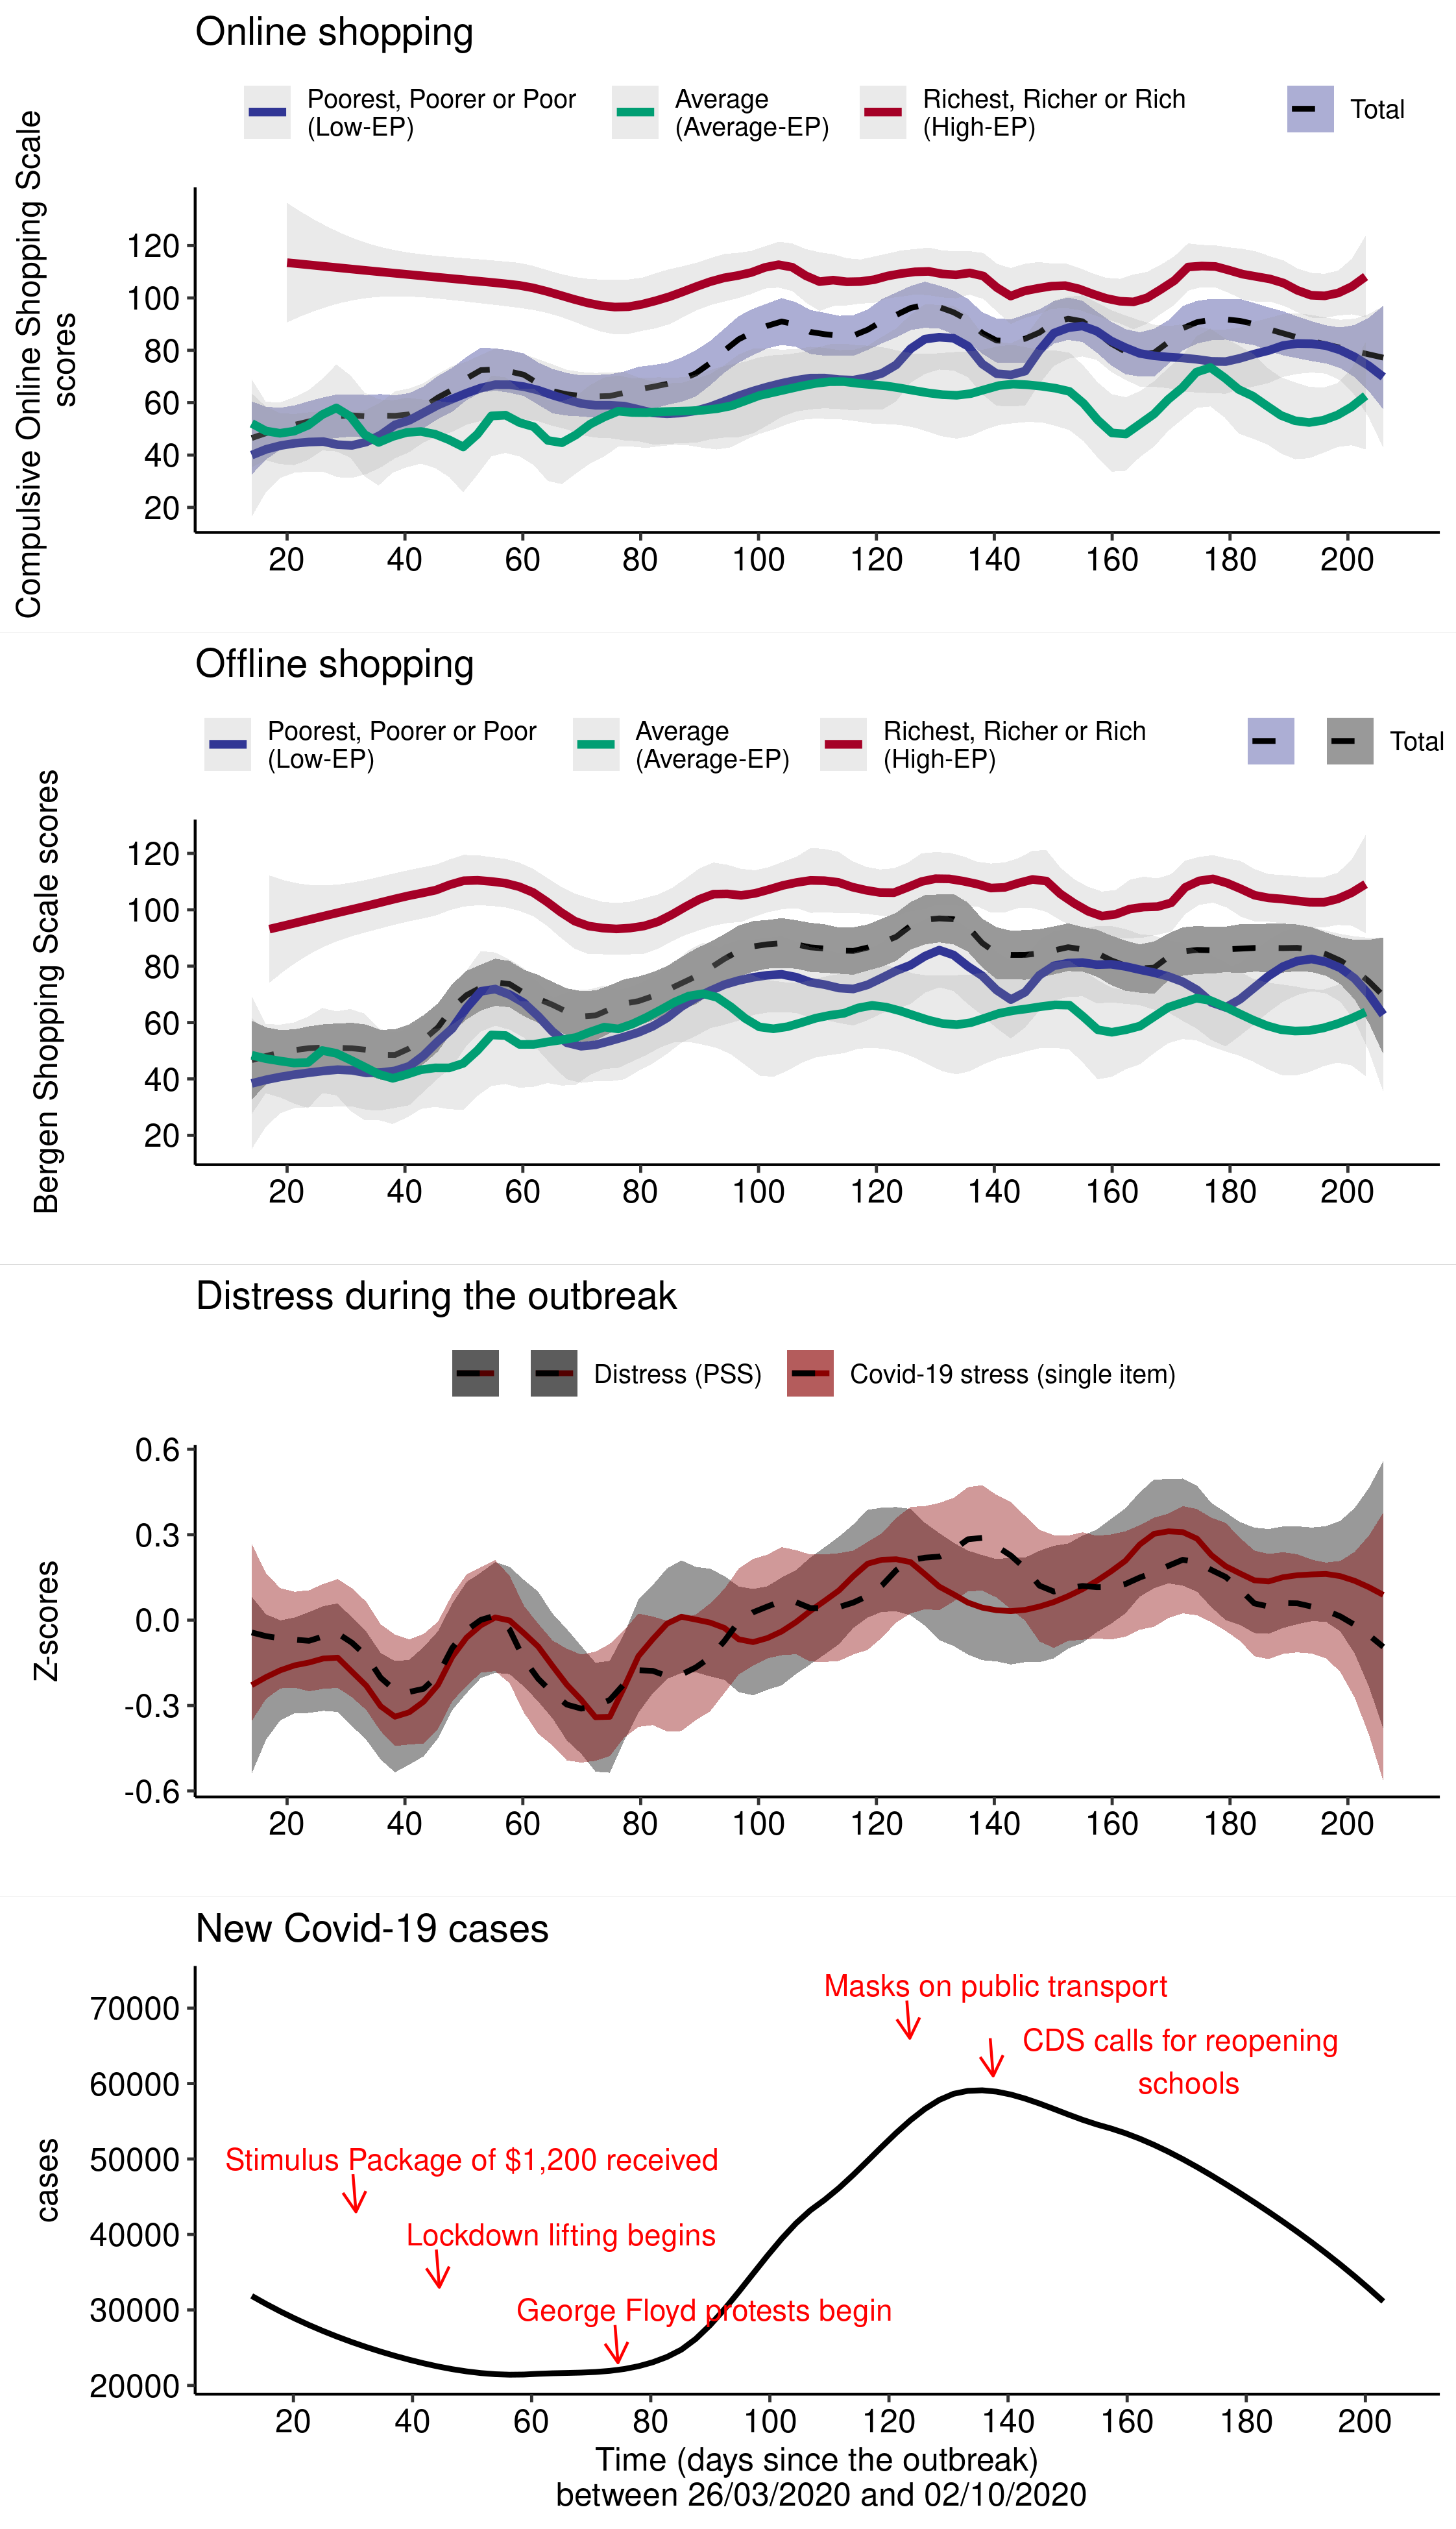 Online shopping
Poorest, Poorer or Poor
(Low-EP)
Average
(Average-EP)
Richest, Richer or Rich
(High-EP)
Total
Compulsive Online Shopping Scale
scores
120
100
80
60
40
20
20 40 60 80 100 120 140 160 180 200
Offline shopping
Poorest, Poorer or Poor
(Low-EP)
Average
(Average-EP)
Richest, Richer or Rich
(High-EP)
Total
Bergen Shopping Scale scores
120
100
80
60
40
20
20 40 60 80 100 120 140 160 180 200
Distress during the outbreak
Distress (PSS)
Covid-19 stress (single item)
Z-scores
0.6
0.3
0.0
-0.3
-0.6
20 40 60 80 100 120 140 160 180 200
New Covid-19 cases
cases
70000
60000
50000
40000
30000
20000
Masks on public transport
CDS calls for reopening
schools
Stimulus Package of $1,200 received
Lockdown lifting begins
George Floyd protests begin
20 40 60 80 100 120 140 160 180 200
Time (days since the outbreak)
between 26/03/2020 and 02/10/2020